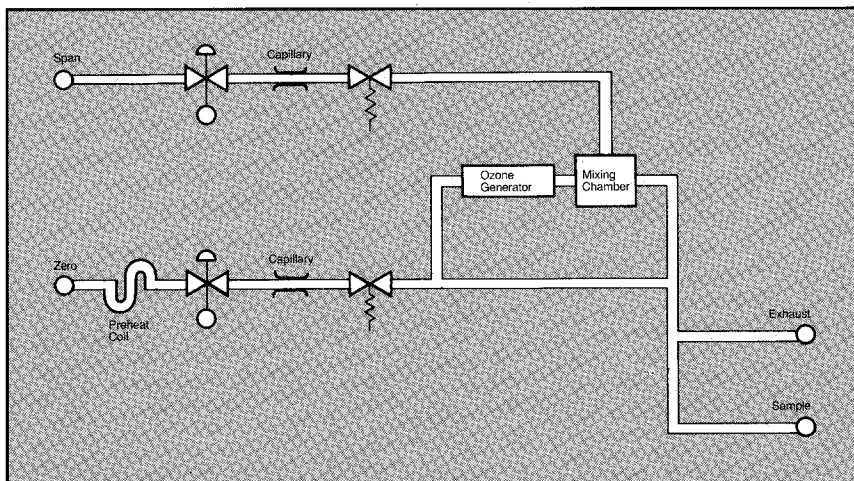 Span
Capillary
Ozone
Generator
Mixing
Chamber
Zero
Capillary
Preheat
Coil
Exhaust
Sample